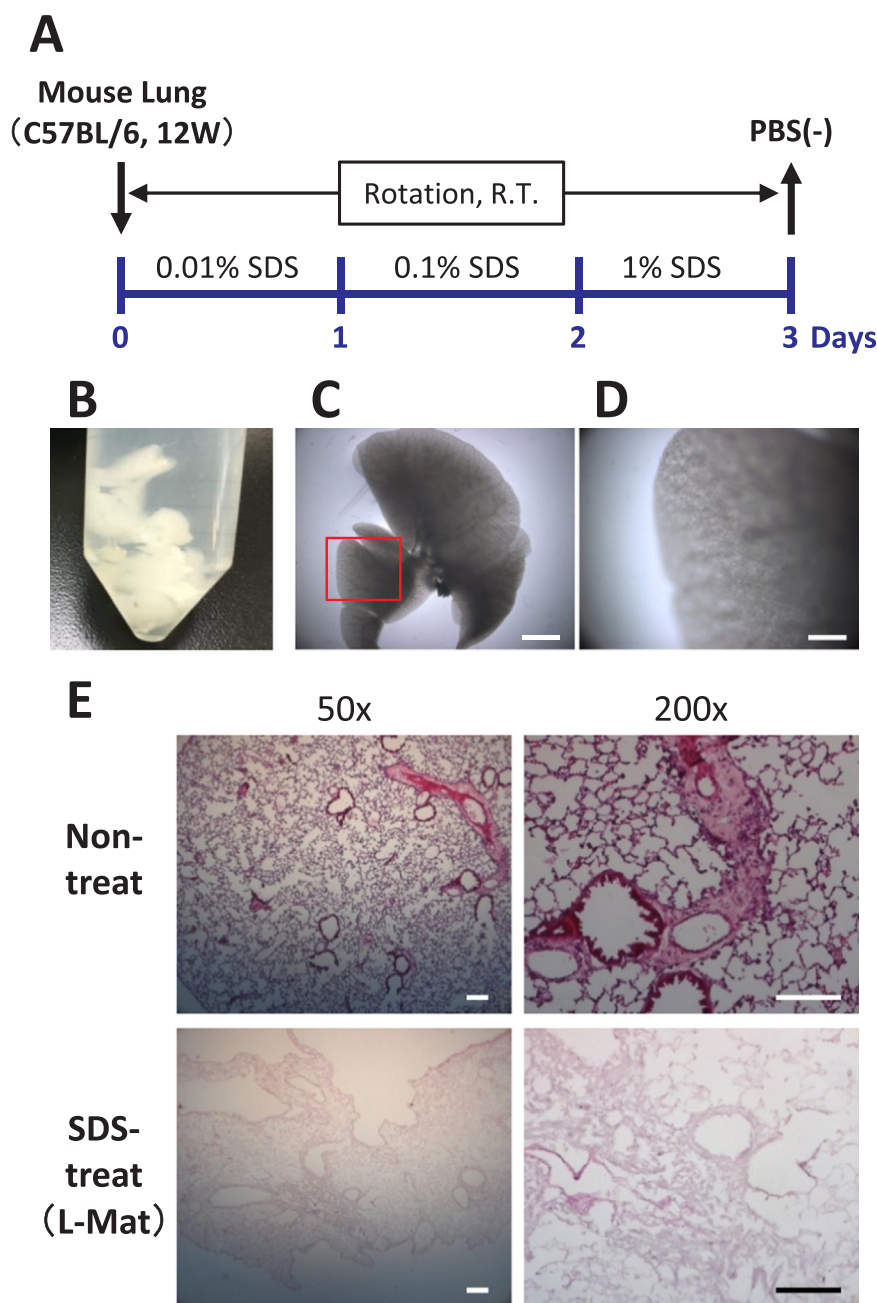 A
Mouse Lung
（C57BL/6, 12W）
PBS(-)
Rotation, R.T.
0.01% SDS
0.1% SDS
1% SDS
0
1
2
3 Days
B
C
D
E
50x
200x
Non-
treat
SDS-
treat
（L-Mat）